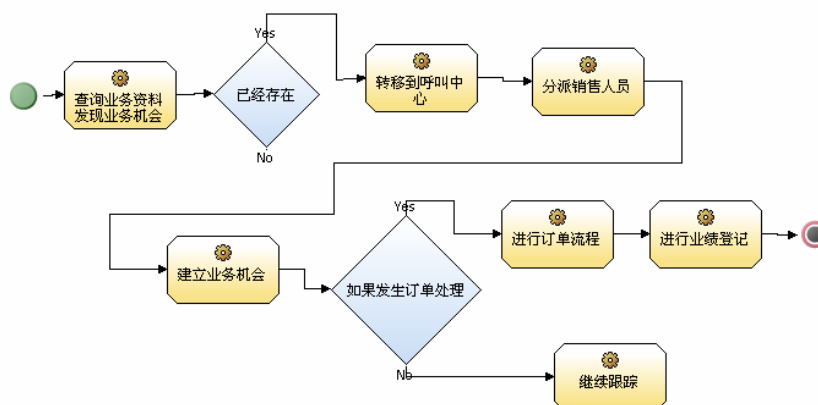 Yes
查询业务资料
发现业务机会
已经存在
转移到呼叫中
心
分派销售人员
No
Yes
进行订单流程
进行业绩登记
建立业务机会
如果发生订单处理
No
继续跟踪